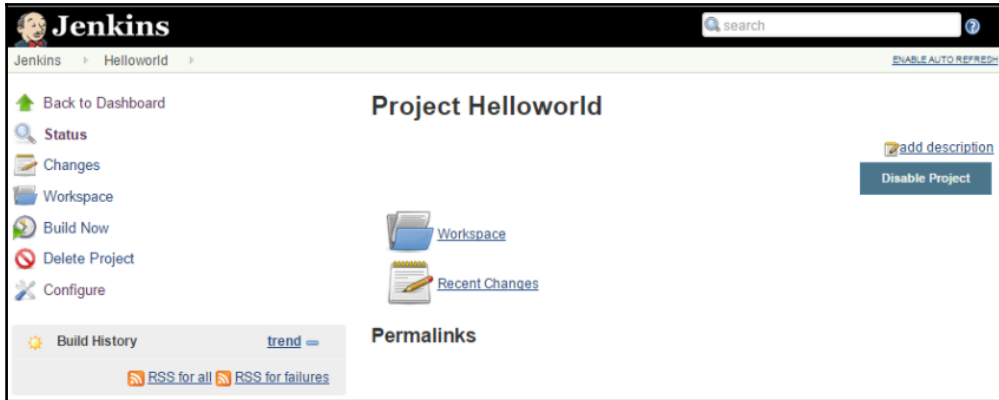 Jenkins
search
Jenkins Helloworld
ENABLE AUTO REFRESH
Back to Dashboard
Status
Changes
Workspace
Build Now
Delete Project
Configure
Build History trend
RSS for all RSS for failures
Project Helloworld
add description
Disable Project
Workspace
Recent Changes
Permalinks